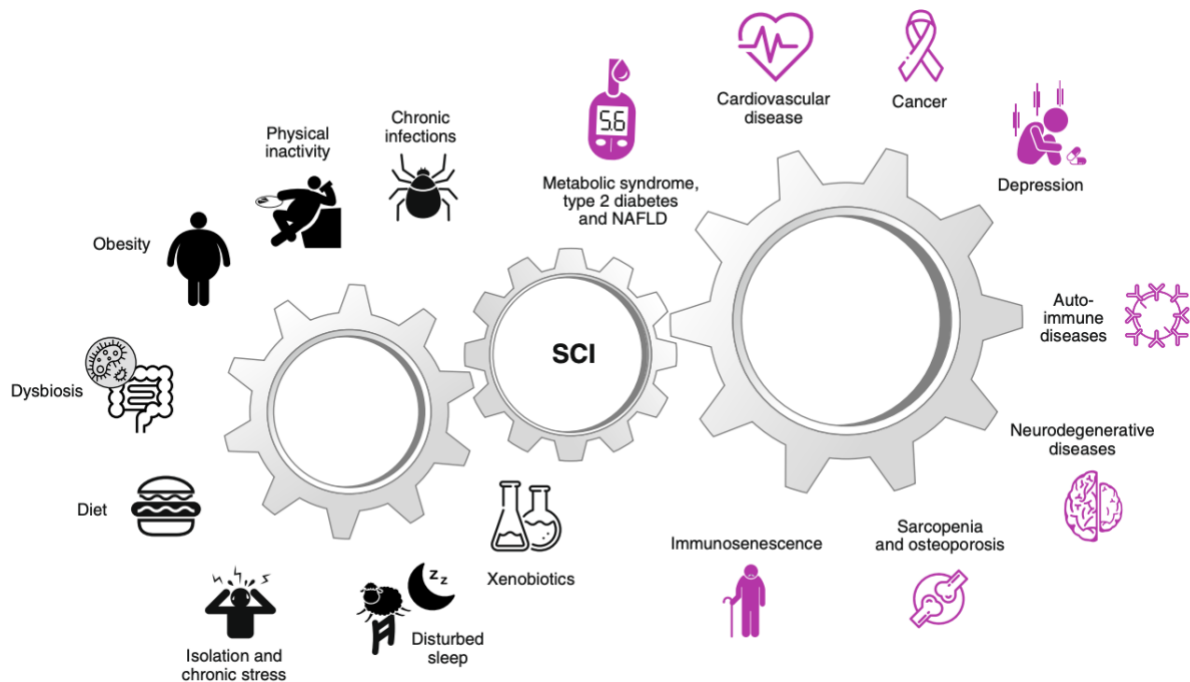 Chronic
infections
Physical
inactivity
Obesity
Dysbiosis
Diet
Isolation and
chronic stress
Disturbed
sleep
zz
Xenobiotics
SCI
5.6
Metabolic syndrome,
type 2 diabetes
and NAFLD
Cardiovascular
disease
Cancer
Depression
Auto-
immune
diseases
Neurodegenerative
diseases
Sarcopenia
and osteoporosis
Immunosenescence